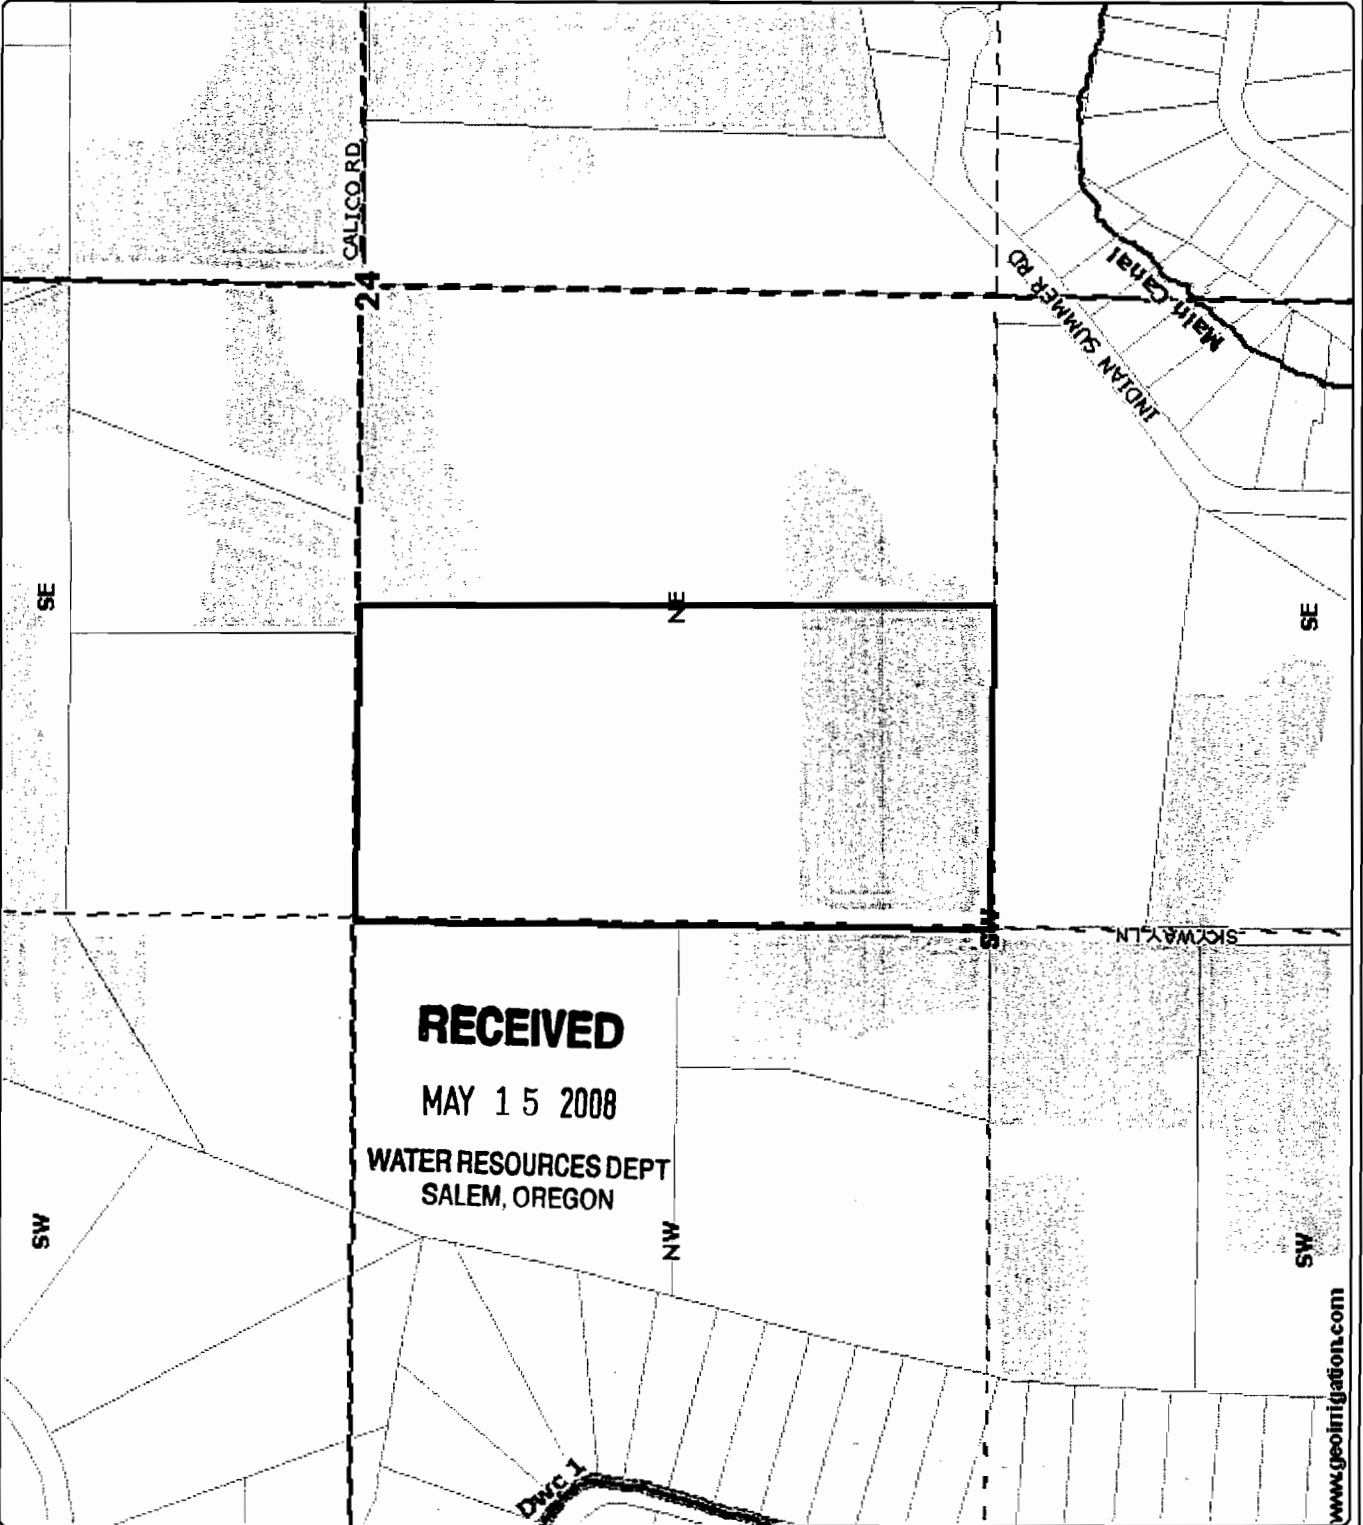 CALICO RD
24
INDIAN SUMMER RD
Main Canal
SE
NE
SE
SW
SKYWAY LN
RECEIVED
MAY 15 2008
WATER RESOURCES DEPT
SALEM, OREGON
SW
NW
SW
Dwc 1
www.geoirrigation.com